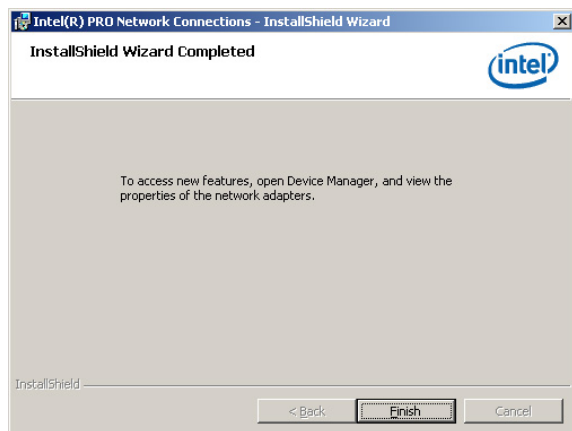 Intel(R) PRO Network Connections - InstallShield Wizard
InstallShield Wizard Completed
intel
To access new features, open Device Manager, and view the
properties of the network adapters.
InstallShield
< Back
Finish
Cancel